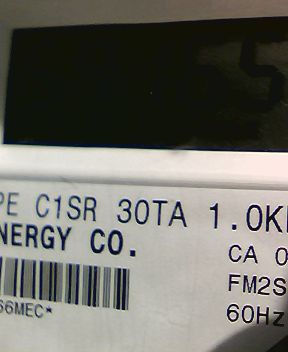 PE C1SR 30TA 1.0K
NERGY CO.
CA 0
FM2S
60Hz
66MEC*